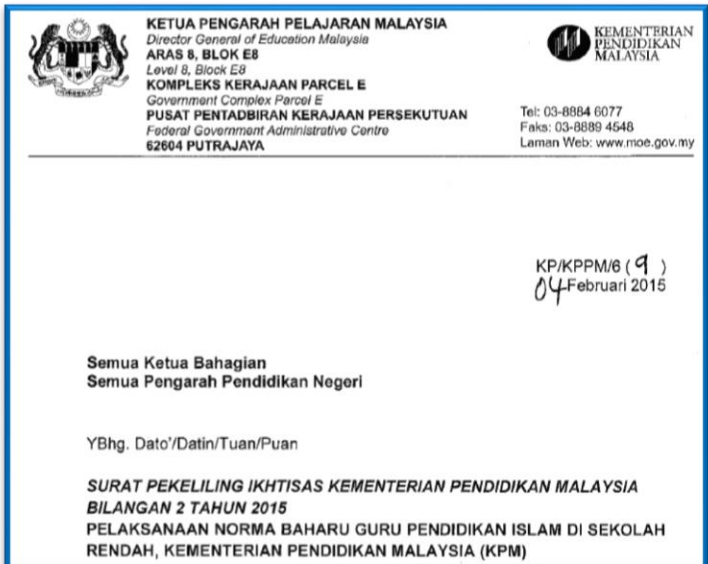 KETUA PENGARAH PELAJARAN MALAYSIA
Director General of Education Malaysia
ARAS 8, BLOK E8
Level 8, Block E8
KOMPLEKS KERAJAAN PARCEL E
Government Complex Parcel E
PUSAT PENTADBIRAN KERAJAAN PERSEKUTUAN
Federal Government Administrative Centre
62604 PUTRAJAYA
KEMENTERIAN
PENDIDIKAN
MALAYSIA
Tel: 03-8884 6077
Faks: 03-8889 4548
Laman Web: www.moe.gov.my
KP/KPPM/6 ( 9 )
04 Februari 2015
Semua Ketua Bahagian
Semua Pengarah Pendidikan Negeri
YBhg. Dato'/Datin/Tuan/Puan
SURAT PEKELILING IKHTISAS KEMENTERIAN PENDIDIKAN MALAYSIA
BILANGAN 2 TAHUN 2015
PELAKSANAAN NORMA BAHARU GURU PENDIDIKAN ISLAM DI SEKOLAH
RENDAH, KEMENTERIAN PENDIDIKAN MALAYSIA (KPM)